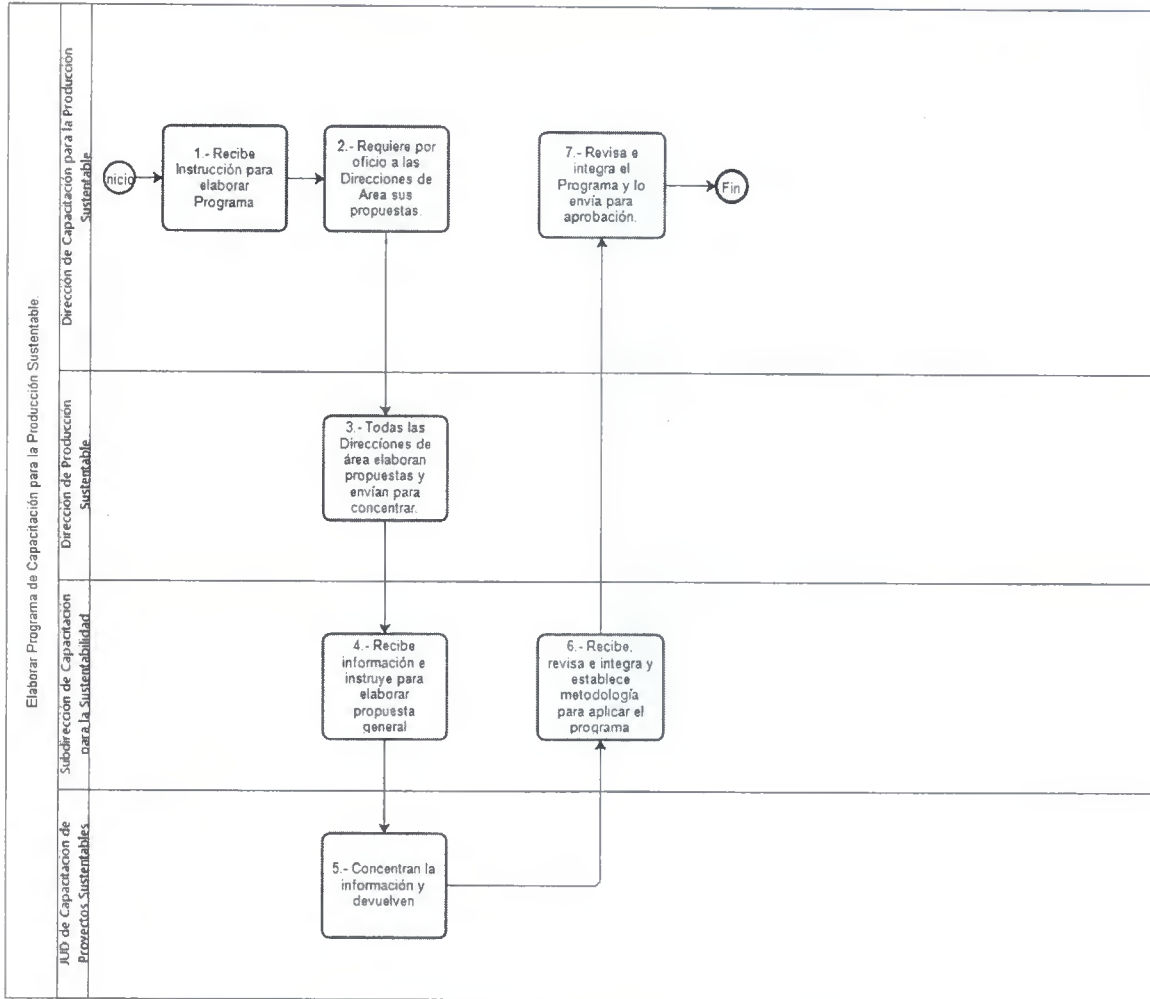 Elaborar Programa de Capacitación para la Producción Sustentable.
Dirección de Capacitación para la Producción
Sustentable
Inicio
1.- Recibe
Instrucción para
elaborar
Programa
2.- Requiere por
oficio a las
Direcciones de
Area sus
propuestas.
7.- Revisa e
integra el
Programa y lo
envía para
aprobación.
Fin
Dirección de Producción
Sustentable
3.- Todas las
Direcciones de
área elaboran
propuestas y
envían para
concentrar.
Subdirección de Capacitación
para la Sustentabilidad
4.- Recibe
información e
instruye para
elaborar
propuesta
general
6.- Recibe,
revisa e integra y
establece
metodología
para aplicar el
programa
JUD de Capacitación de
Proyectos Sustentables
5.- Concentran la
información y
devuelven